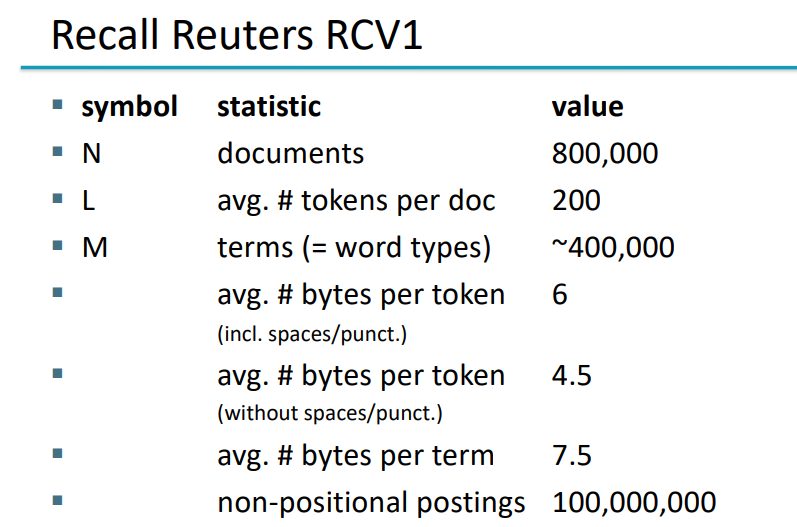 Recall Reuters RCV1
▪ symbol statistic value
▪ N documents 800,000
▪ L avg. # tokens per doc 200
▪ M terms (= word types) ~400,000
▪ avg. # bytes per token 6
(incl. spaces/punct.)
▪ avg. # bytes per token 4.5
(without spaces/punct.)
▪ avg. # bytes per term 7.5
▪ non-positional postings 100,000,000